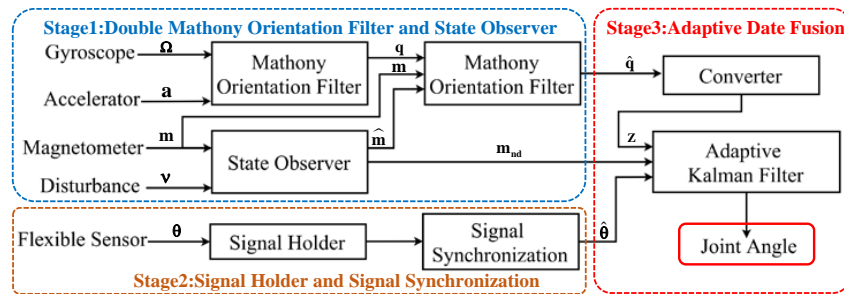 Stage1:Double Mathony Orientation Filter and State Observer
Stage3:Adaptive Date Fusion
Gyroscope
Ω
Accelerator
a
Mathony
Orientation Filter
q
m
Mathony
Orientation Filter
q̂
Converter
Magnetometer
m
Disturbance
ν
State Observer
m̂
m_nd
z
Adaptive
Kalman Filter
Flexible Sensor
θ
Signal Holder
Signal
Synchronization
θ̂
Joint Angle
Stage2:Signal Holder and Signal Synchronization